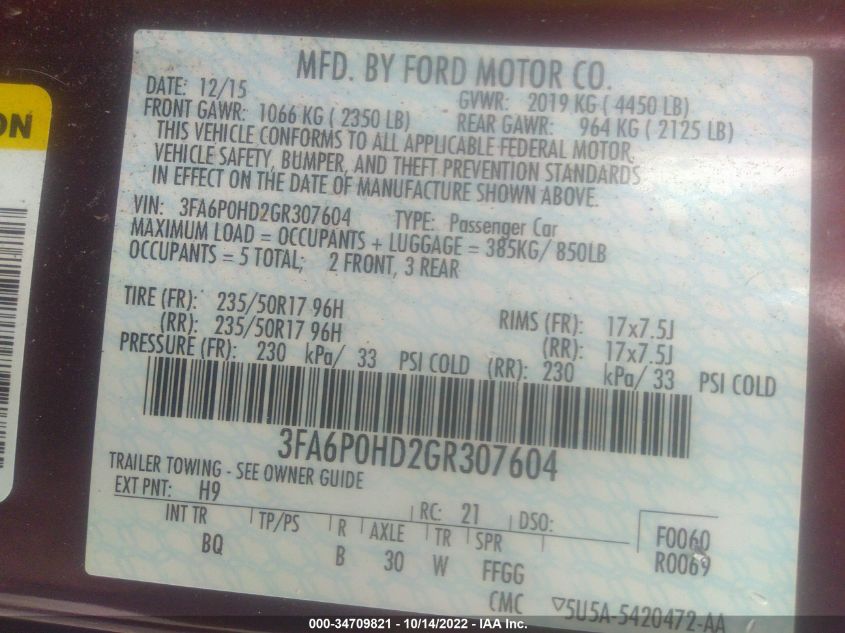 ON
MFD. BY FORD MOTOR CO.
DATE: 12/15 GVWR: 2019 KG ( 4450 LB)
FRONT GAWR: 1066 KG ( 2350 LB) REAR GAWR: 964 KG ( 2125 LB)
THIS VEHICLE CONFORMS TO ALL APPLICABLE FEDERAL MOTOR
VEHICLE SAFETY, BUMPER, AND THEFT PREVENTION STANDARDS
IN EFFECT ON THE DATE OF MANUFACTURE SHOWN ABOVE.
VIN: 3FA6P0HD2GR307604 TYPE: Passenger Car
MAXIMUM LOAD = OCCUPANTS + LUGGAGE = 385KG/ 850LB
OCCUPANTS = 5 TOTAL; 2 FRONT, 3 REAR
TIRE (FR): 235/50R17 96H RIMS (FR): 17x7.5J
(RR): 235/50R17 96H (RR): 17x7.5J
PRESSURE (FR): 230 kPa/ 33 PSI COLD (RR): 230 kPa/ 33 PSI COLD
3FA6P0HD2GR307604
TRAILER TOWING - SEE OWNER GUIDE
EXT PNT: H9 RC: 21 DSO: F0060
INT TR TP/PS R AXLE TR SPR R0069
BQ B 30 W FFGG
CMC 5U5A-5420472-AA
000-34709821 - 10/14/2022 - IAA Inc.